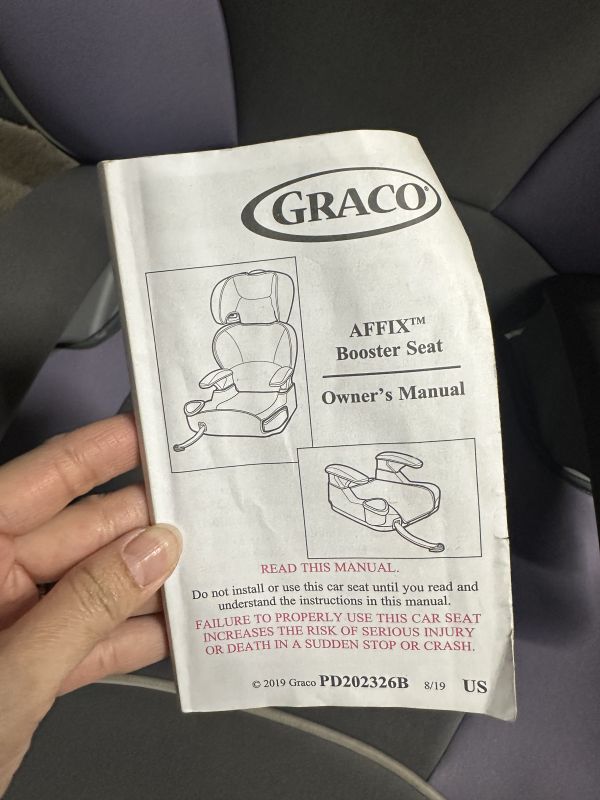 GRACO®
AFFIX™
Booster Seat
Owner's Manual
READ THIS MANUAL.
Do not install or use this car seat until you read and
understand the instructions in this manual.
FAILURE TO PROPERLY USE THIS CAR SEAT
INCREASES THE RISK OF SERIOUS INJURY
OR DEATH IN A SUDDEN STOP OR CRASH.
© 2019 Graco PD202326B 8/19 US